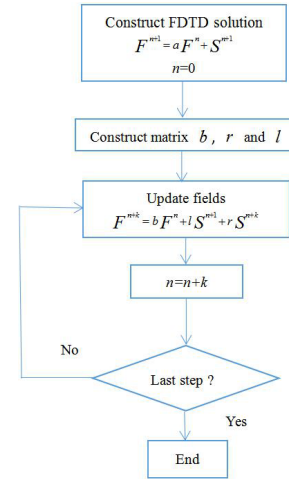 Construct FDTD solution
F^{n+1}=aF^{n}+S^{n+1}
n=0
Construct matrix b, r and l
Update fields
F^{n+k}=bF^{n}+lS^{n+1}+rS^{n+k}
n=n+k
No
Last step ?
Yes
End